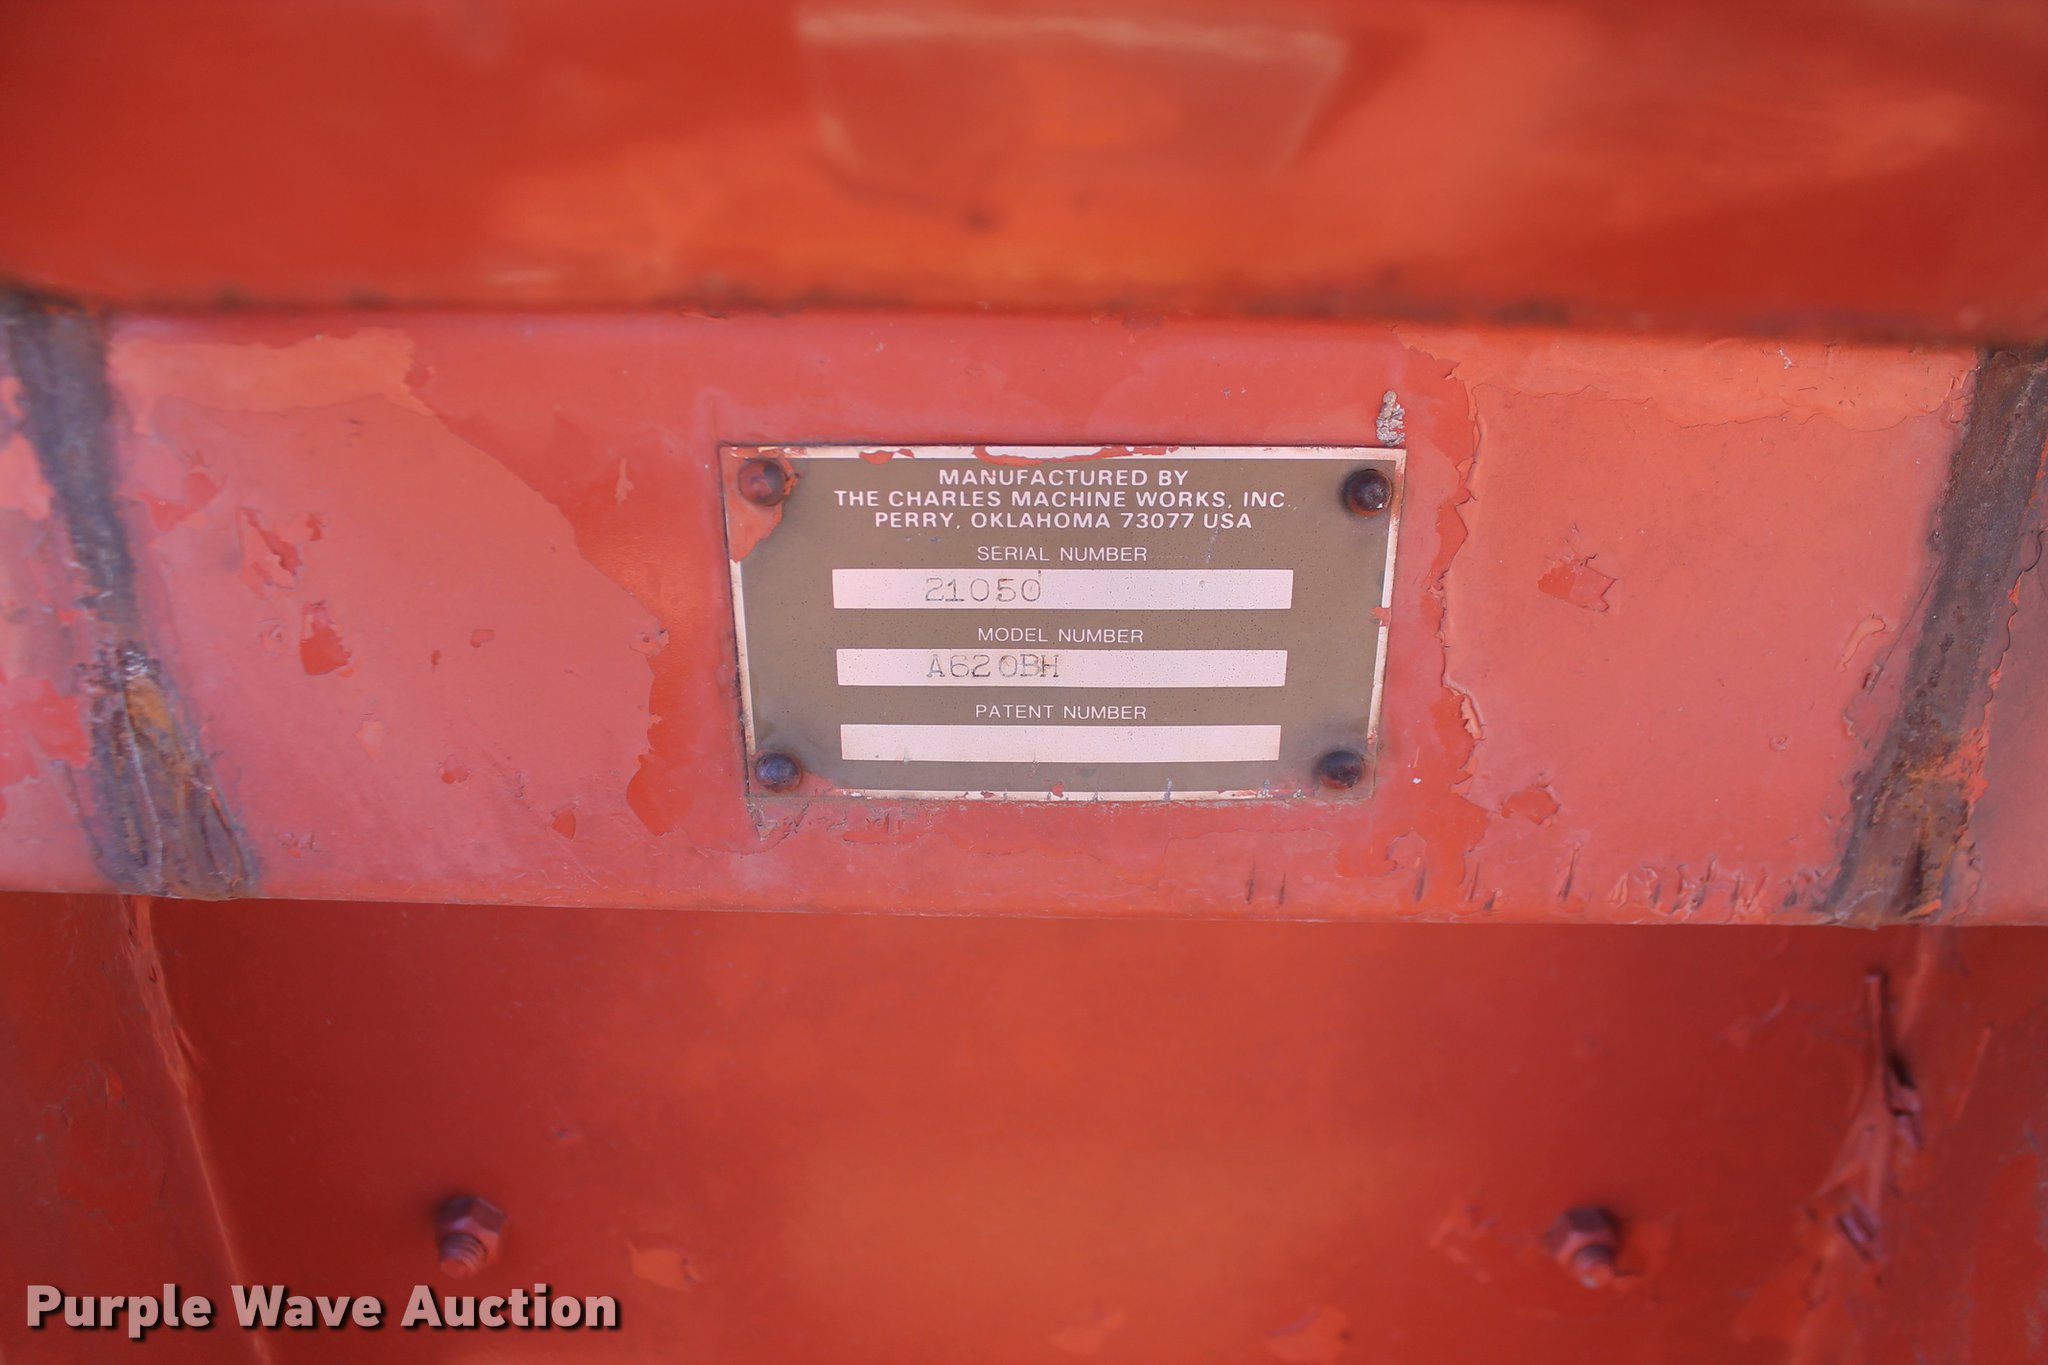 MANUFACTURED BY
THE CHARLES MACHINE WORKS, INC.
PERRY, OKLAHOMA 73077 USA
SERIAL NUMBER
21050
MODEL NUMBER
A620BH
PATENT NUMBER
Purple Wave Auction